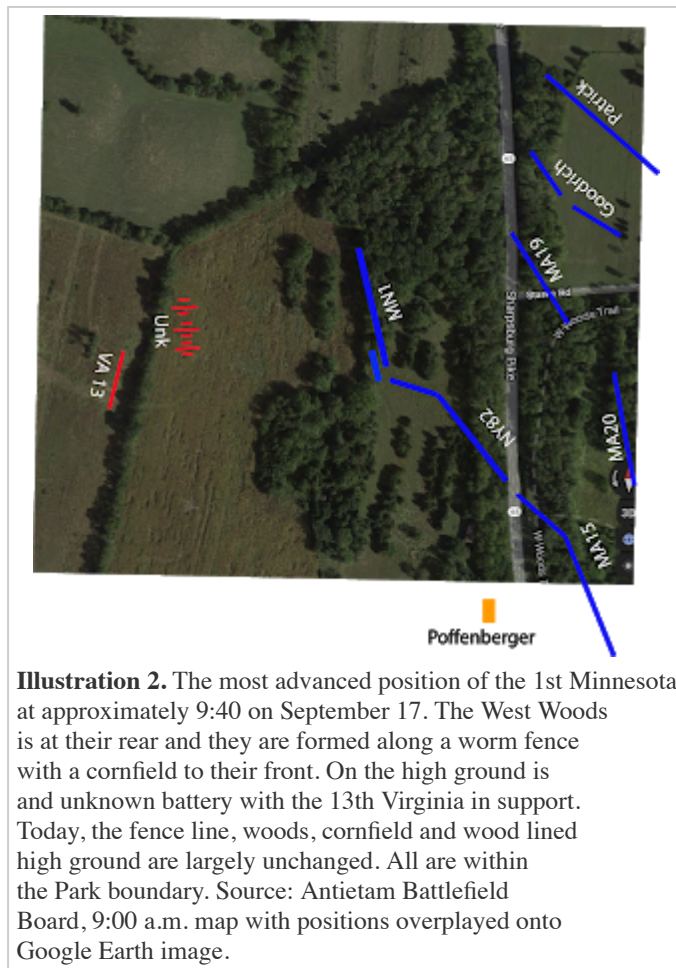 Patrick
Goodrich
MA19
Starke Rd
W Woods Trail
MN1
Sharpsburg Pike
Unk
VA 13
NY82
MA20
MA15
W Woods T
Poffenberger
Illustration 2. The most advanced position of the 1st Minnesota
at approximately 9:40 on September 17. The West Woods
is at their rear and they are formed along a worm fence
with a cornfield to their front. On the high ground is
and unknown battery with the 13th Virginia in support.
Today, the fence line, woods, cornfield and wood lined
high ground are largely unchanged. All are within
the Park boundary. Source: Antietam Battlefield
Board, 9:00 a.m. map with positions overplayed onto
Google Earth image.